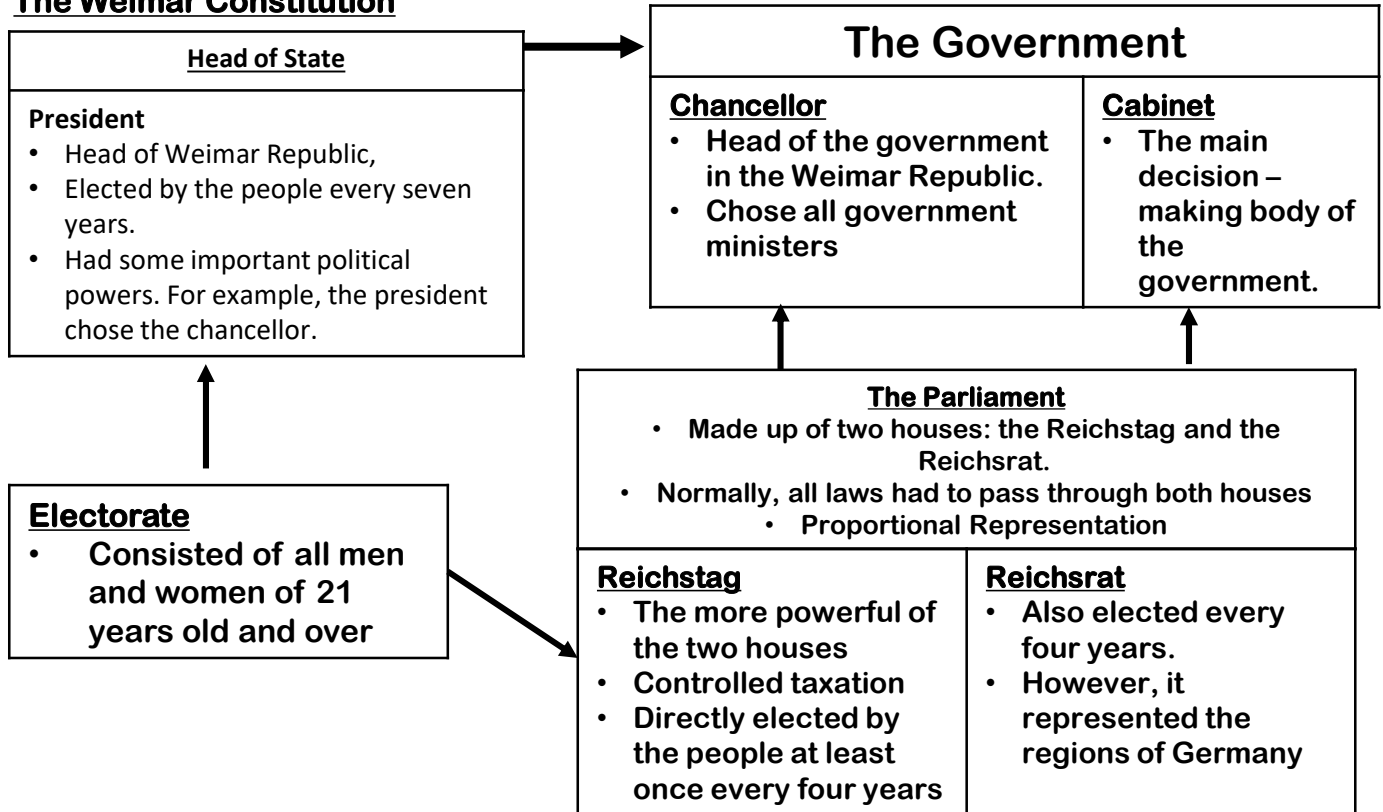 The Weimar Constitution
Head of State
President
• Head of Weimar Republic,
• Elected by the people every seven
years.
• Had some important political
powers. For example, the president
chose the chancellor.
The Government
Chancellor
• Head of the government
in the Weimar Republic.
• Chose all government
ministers
Cabinet
• The main
decision –
making body of
the
government.
Electorate
• Consisted of all men
and women of 21
years old and over
The Parliament
• Made up of two houses: the Reichstag and the
Reichsrat.
• Normally, all laws had to pass through both houses
• Proportional Representation
Reichstag
• The more powerful of
the two houses
• Controlled taxation
• Directly elected by
the people at least
once every four years
Reichsrat
• Also elected every
four years.
• However, it
represented the
regions of Germany